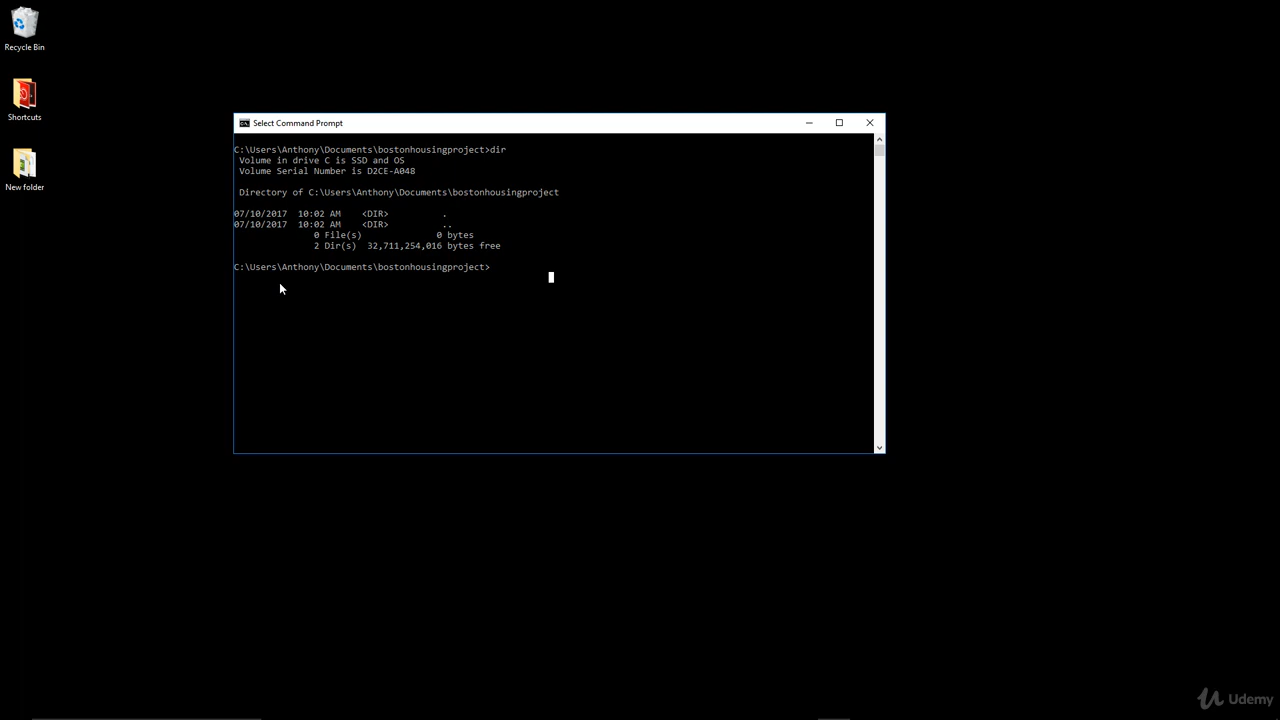 Recycle Bin
Shortcuts
New folder
Select Command Prompt
C:\Users\Anthony\Documents\bostonhousingproject>dir
Volume in drive C is SSD and OS
Volume Serial Number is D2CE-A048
Directory of C:\Users\Anthony\Documents\bostonhousingproject
07/10/2017  10:02 AM    <DIR>          .
07/10/2017  10:02 AM    <DIR>          ..
0 File(s)              0 bytes
2 Dir(s)  32,711,254,016 bytes free
C:\Users\Anthony\Documents\bostonhousingproject>
Udemy